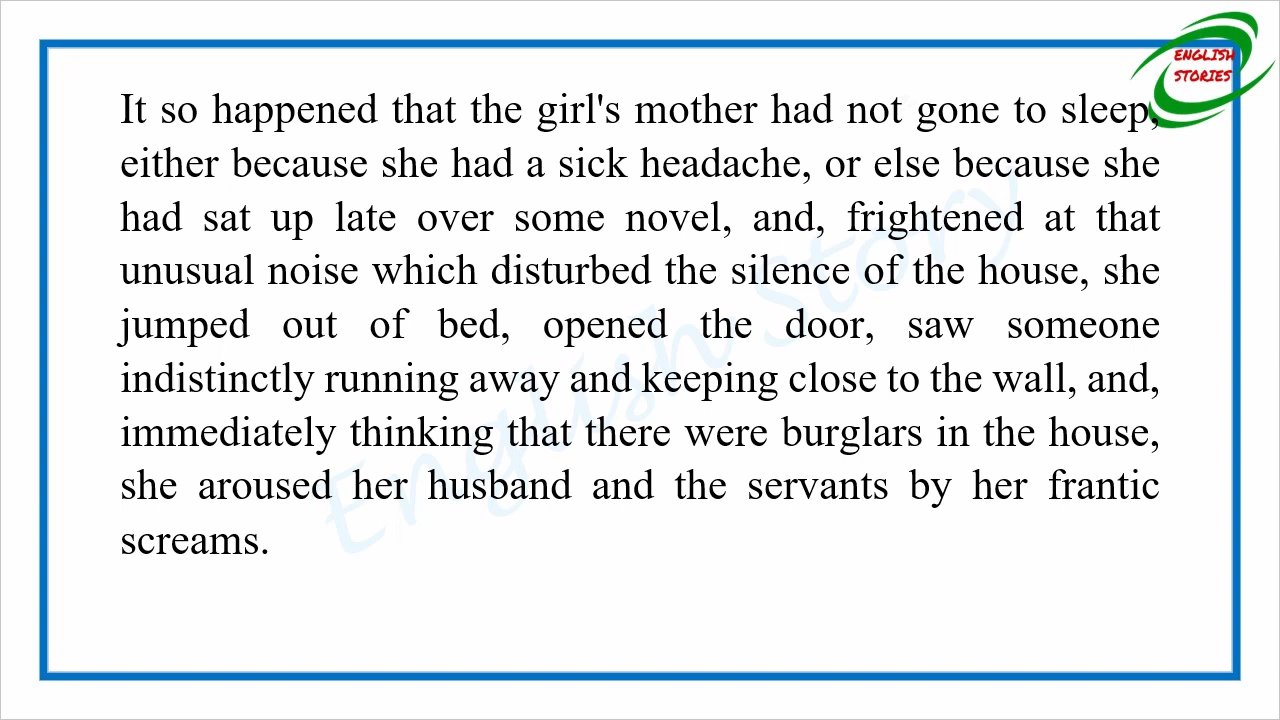 ENGLISH
STORIES
It so happened that the girl's mother had not gone to sleep,
either because she had a sick headache, or else because she
had sat up late over some novel, and, frightened at that
unusual noise which disturbed the silence of the house, she
jumped out of bed, opened the door, saw someone
indistinctly running away and keeping close to the wall, and,
immediately thinking that there were burglars in the house,
she aroused her husband and the servants by her frantic
screams.
English Story